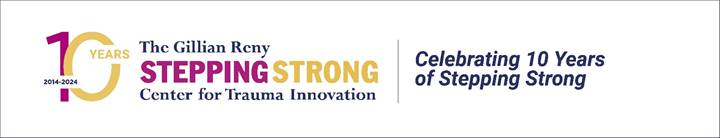 10 YEARS
2014-2024
The Gillian Reny
STEPPING STRONG
Center for Trauma Innovation
Celebrating 10 Years
of Stepping Strong